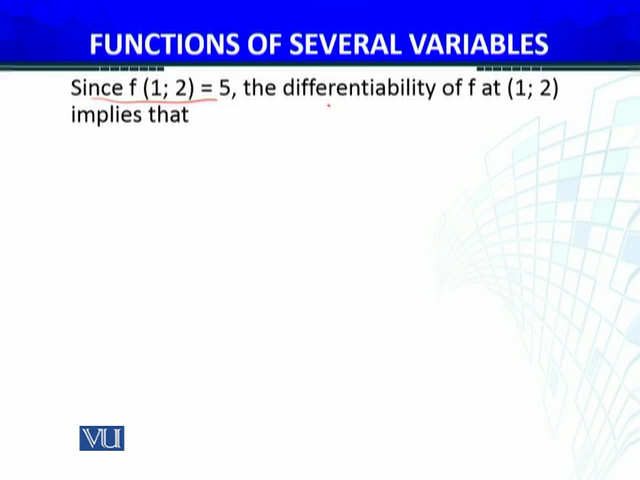 FUNCTIONS OF SEVERAL VARIABLES
Since f (1; 2) = 5, the differentiability of f at (1; 2)
implies that
VU